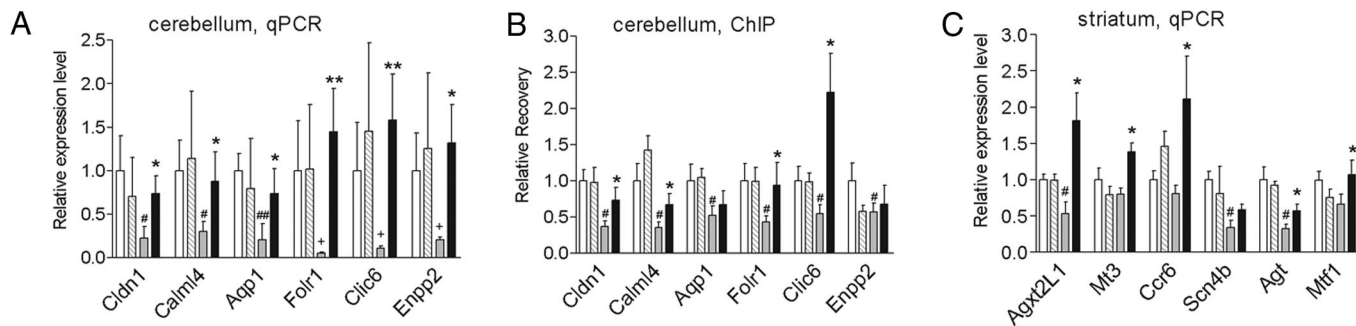 A
cerebellum, qPCR
Relative expression level
2.5
2.0
1.5
1.0
0.5
0.0
# * # * ## * + ** + ** + *
Cldn1 Calml4 Aqp1 Folr1 Clic6 Enpp2
B
cerebellum, ChIP
Relative Recovery
3.0
2.5
2.0
1.5
1.0
0.5
0.0
# * # * # # * # * #
Cldn1 Calml4 Aqp1 Folr1 Clic6 Enpp2
C
striatum, qPCR
Relative expression level
3.0
2.5
2.0
1.5
1.0
0.5
0.0
# * * * # # * *
Agxt2L1 Mt3 Ccr6 Scn4b Agt Mtf1